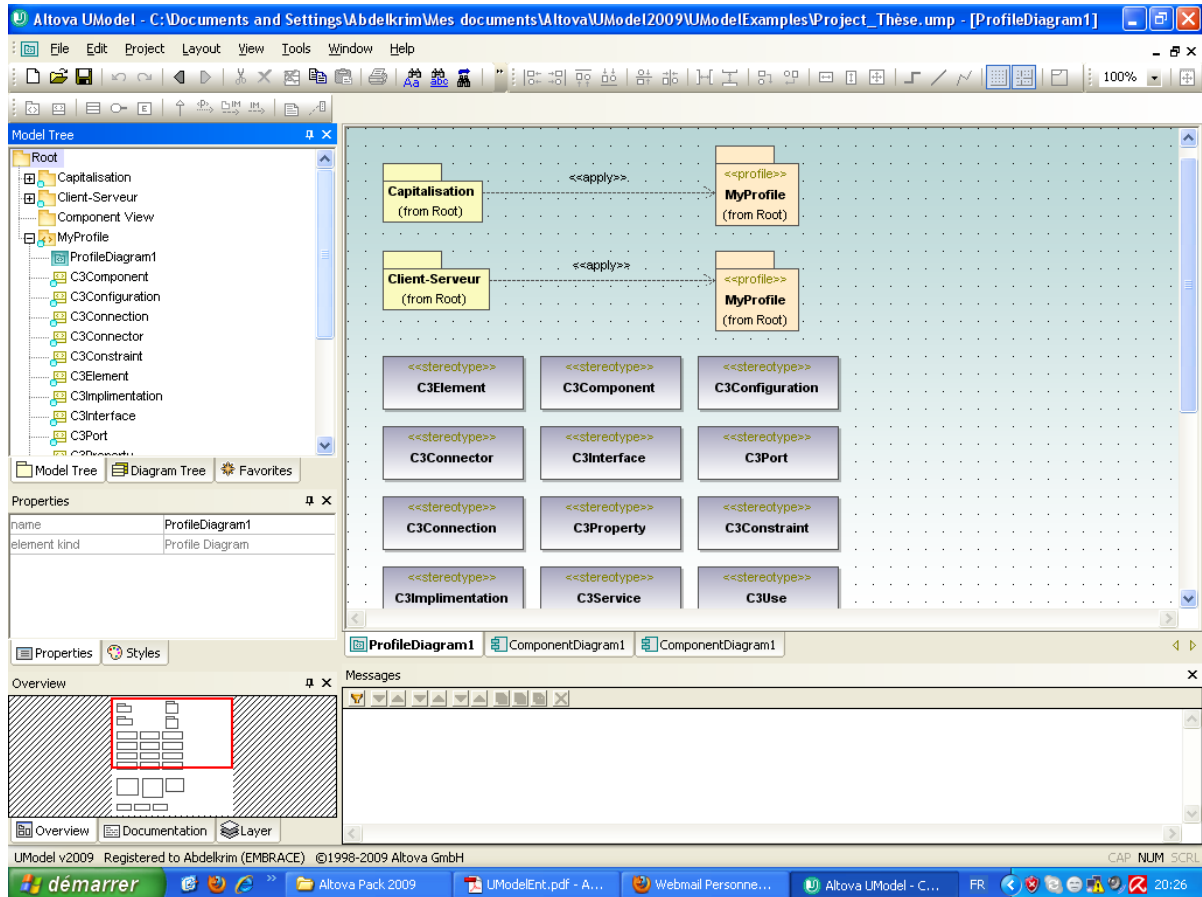 Altova UModel - C:\Documents and Settings\Abdelkrim\Mes documents\Altova\UModel2009\UModelExamples\Project_Thèse.ump - [ProfileDiagram1]
File Edit Project Layout View Tools Window Help
100%
Model Tree
Root
Capitalisation
Client-Serveur
Component View
MyProfile
ProfileDiagram1
C3Component
C3Configuration
C3Connection
C3Connector
C3Constraint
C3Element
C3Implimentation
C3Interface
C3Port
C3Property
Model Tree Diagram Tree Favorites
Properties
name ProfileDiagram1
element kind Profile Diagram
Properties Styles
Overview
Overview Documentation Layer
Capitalisation
(from Root)
<<apply>>
<<profile>>
MyProfile
(from Root)
Client-Serveur
(from Root)
<<apply>>
<<profile>>
MyProfile
(from Root)
<<stereotype>> <<stereotype>> <<stereotype>>
C3Element C3Component C3Configuration
<<stereotype>> <<stereotype>> <<stereotype>>
C3Connector C3Interface C3Port
<<stereotype>> <<stereotype>> <<stereotype>>
C3Connection C3Property C3Constraint
<<stereotype>> <<stereotype>> <<stereotype>>
C3Implimentation C3Service C3Use
ProfileDiagram1 ComponentDiagram1 ComponentDiagram1
Messages
UModel v2009 Registered to Abdelkrim (EMBRACE) ©1998-2009 Altova GmbH
CAP NUM SCRL
démarrer Altova Pack 2009 UModelEnt.pdf - A... Webmail Personne... Altova UModel - C... FR 20:26